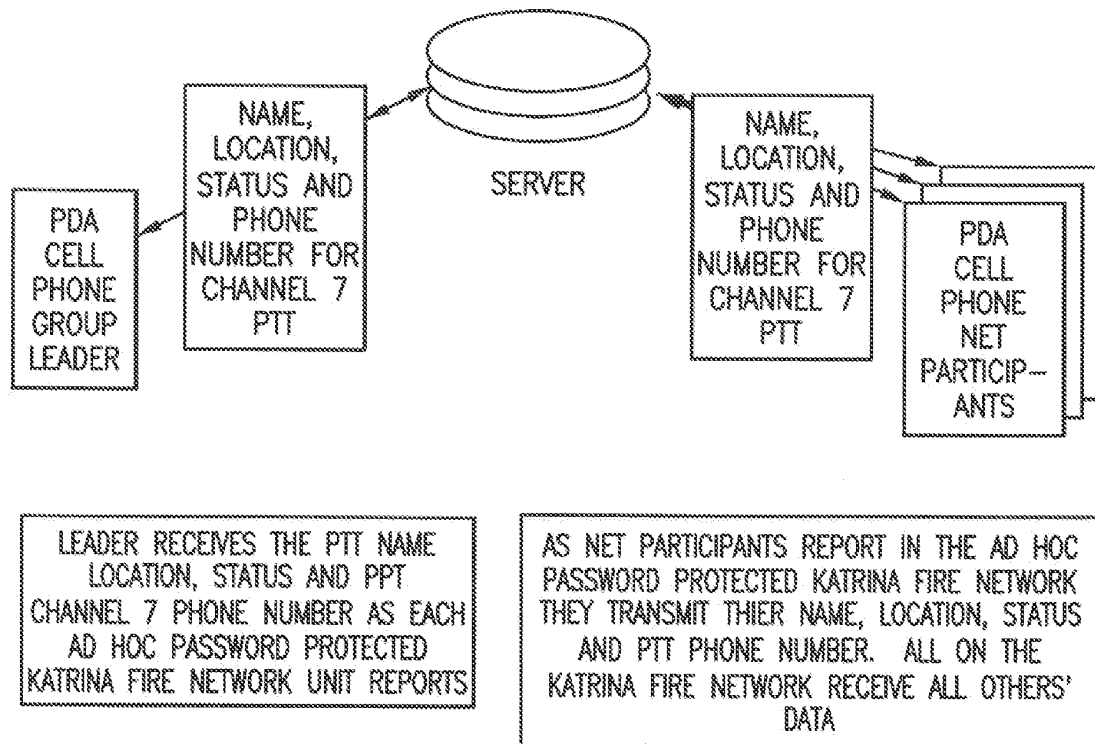 NAME,
LOCATION,
STATUS AND
PHONE
NUMBER FOR
CHANNEL 7
PTT
SERVER
NAME,
LOCATION,
STATUS AND
PHONE
NUMBER FOR
CHANNEL 7
PTT
PDA
CELL
PHONE
GROUP
LEADER
PDA
CELL
PHONE
NET
PARTICIP-
ANTS
LEADER RECEIVES THE PTT NAME
LOCATION, STATUS AND PPT
CHANNEL 7 PHONE NUMBER AS EACH
AD HOC PASSWORD PROTECTED
KATRINA FIRE NETWORK UNIT REPORTS
AS NET PARTICIPANTS REPORT IN THE AD HOC
PASSWORD PROTECTED KATRINA FIRE NETWORK
THEY TRANSMIT THIER NAME, LOCATION, STATUS
AND PTT PHONE NUMBER. ALL ON THE
KATRINA FIRE NETWORK RECEIVE ALL OTHERS'
DATA